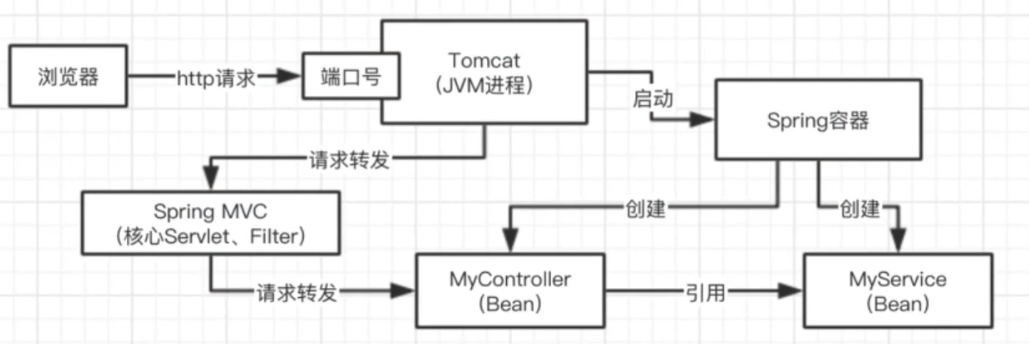 浏览器
http请求
端口号
Tomcat
（JVM进程）
启动
Spring容器
请求转发
Spring MVC
（核心Servlet、Filter）
创建
创建
请求转发
MyController
（Bean）
引用
MyService
（Bean）